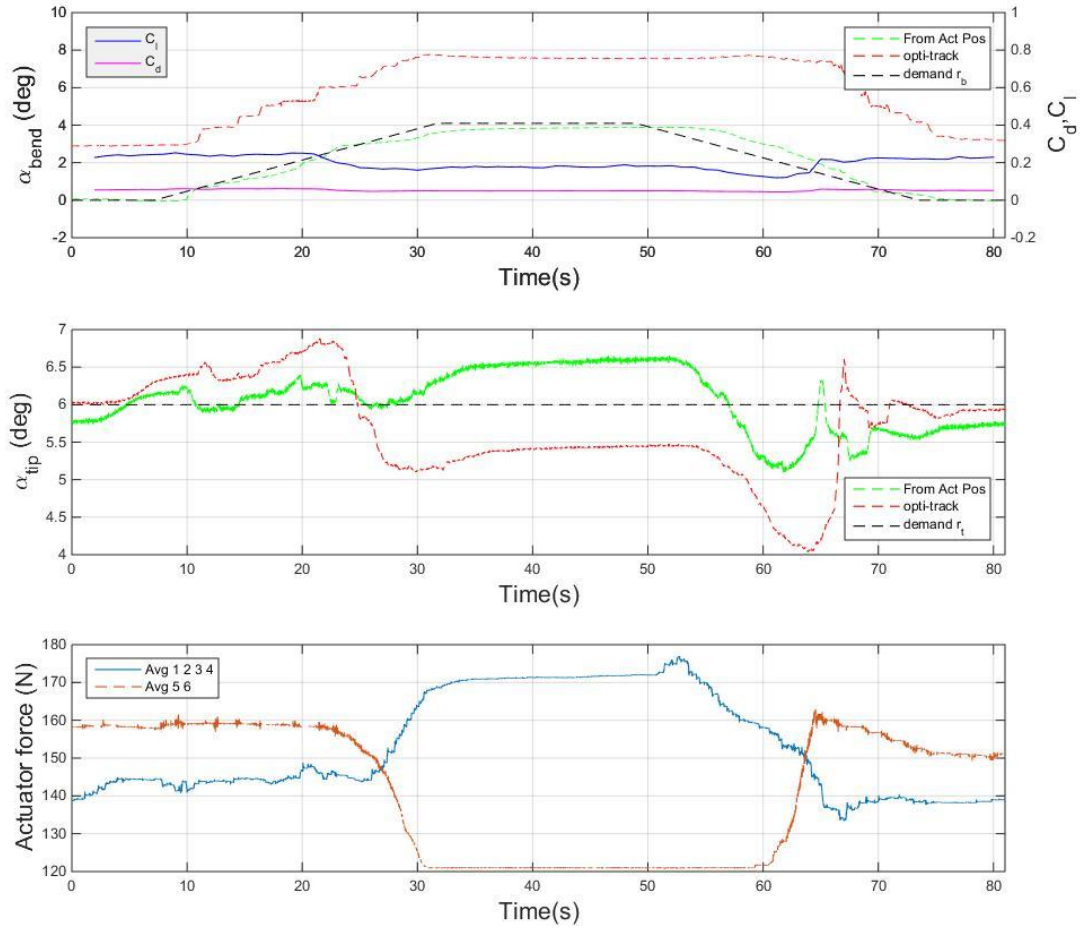 10
8
6
4
2
0
-2
α_bend (deg)
C_l
C_d
From Act Pos
opti-track
demand r_b
1
0.8
0.6
0.4
0.2
0
-0.2
C_d,C_l
0 10 20 30 40 50 60 70 80
Time(s)
7
6.5
6
5.5
5
4.5
4
α_tip (deg)
From Act Pos
opti-track
demand r_t
0 10 20 30 40 50 60 70 80
Time(s)
180
170
160
150
140
130
120
Actuator force (N)
Avg 1 2 3 4
Avg 5 6
0 10 20 30 40 50 60 70 80
Time(s)